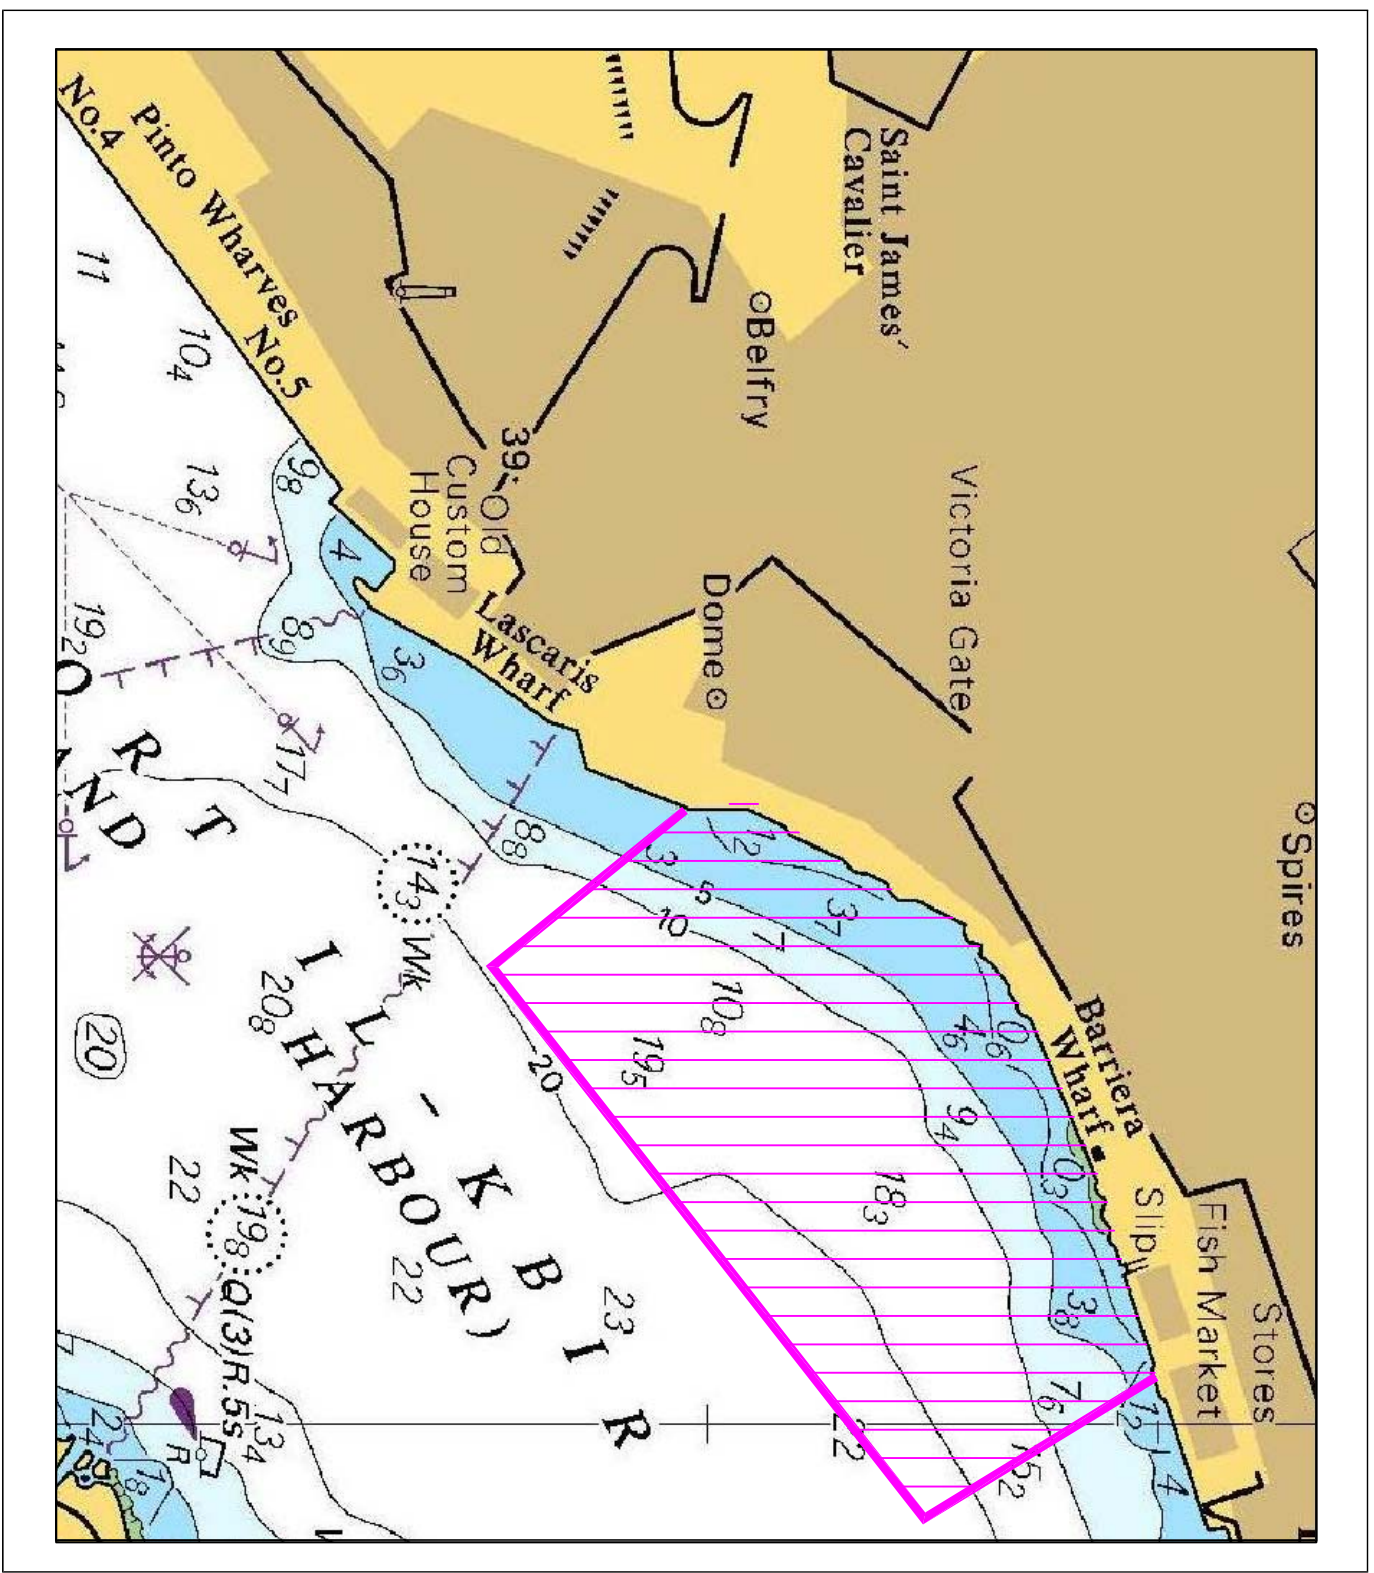 Saint James'
Cavalier
No.4
Pinto Wharves
No.5
Belfry
39
Old
Custom
House
Victoria Gate
Lascaris
Wharf
Dome
Spires
Barriera
Wharf
Slip
Fish Market
Stores
11
10₄
13₆
9₈
4
19₂
8₉
3₆
17₇
8₈
14₃
Wk
1₂
3
5
10
3₇
7
10₈
19₅
4₆
0₆
9₄
0₃
18₃
3₈
7₆
1₂
4
15₂
22
20
20₈
20
22
22
23
Wk
19₈
Q(3)R.5s
13₄
R
2₄
1₈
O R T
AND
IL-KBIR
HARBOUR)